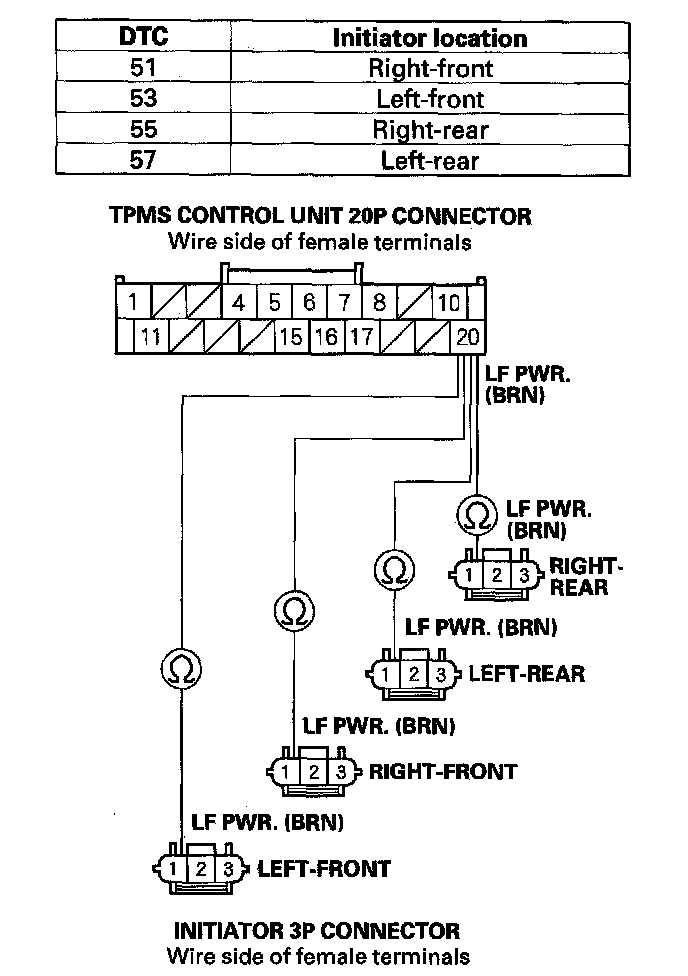 DTC Initiator location
51 Right-front
53 Left-front
55 Right-rear
57 Left-rear
TPMS CONTROL UNIT 20P CONNECTOR
Wire side of female terminals
1 4 5 6 7 8 10
11 15 16 17 20
LF PWR.
(BRN)
Ω LF PWR.
(BRN)
1 2 3 RIGHT-
REAR
Ω
LF PWR. (BRN)
1 2 3 LEFT-REAR
Ω
LF PWR. (BRN)
1 2 3 RIGHT-FRONT
Ω
LF PWR. (BRN)
1 2 3 LEFT-FRONT
INITIATOR 3P CONNECTOR
Wire side of female terminals